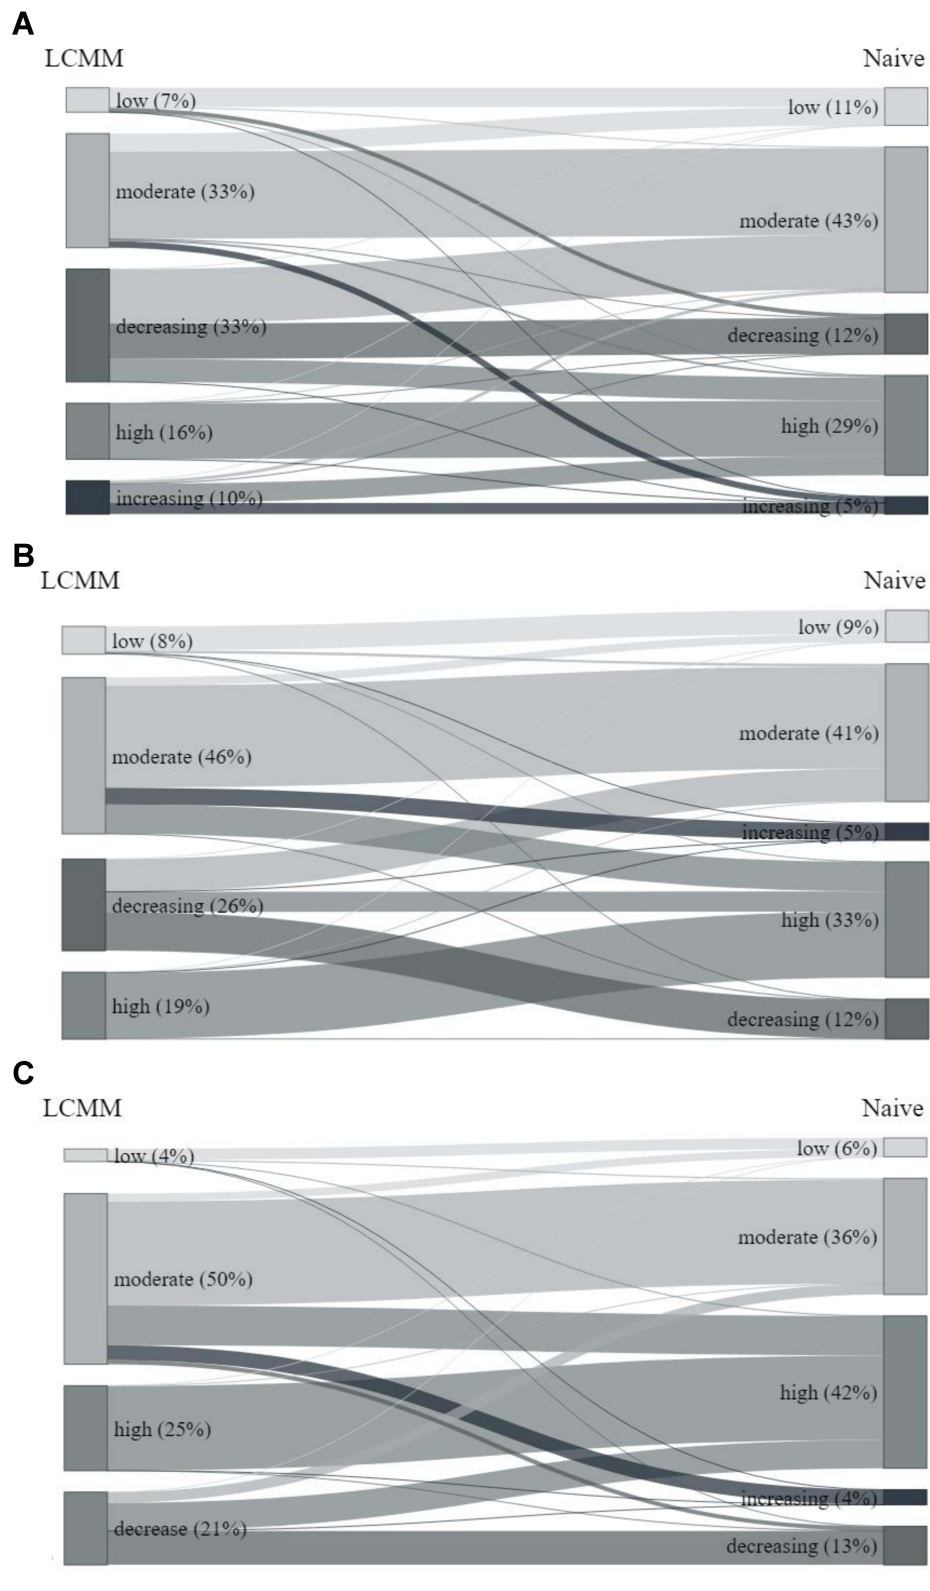 A
LCMM Naive
low (7%) low (11%)
moderate (33%) moderate (43%)
decreasing (33%) decreasing (12%)
high (16%) high (29%)
increasing (10%) increasing (5%)
B
LCMM Naive
low (8%) low (9%)
moderate (46%) moderate (41%)
increasing (5%)
decreasing (26%) high (33%)
high (19%) decreasing (12%)
C
LCMM Naive
low (4%) low (6%)
moderate (50%) moderate (36%)
high (25%) high (42%)
increasing (4%)
decrease (21%) decreasing (13%)